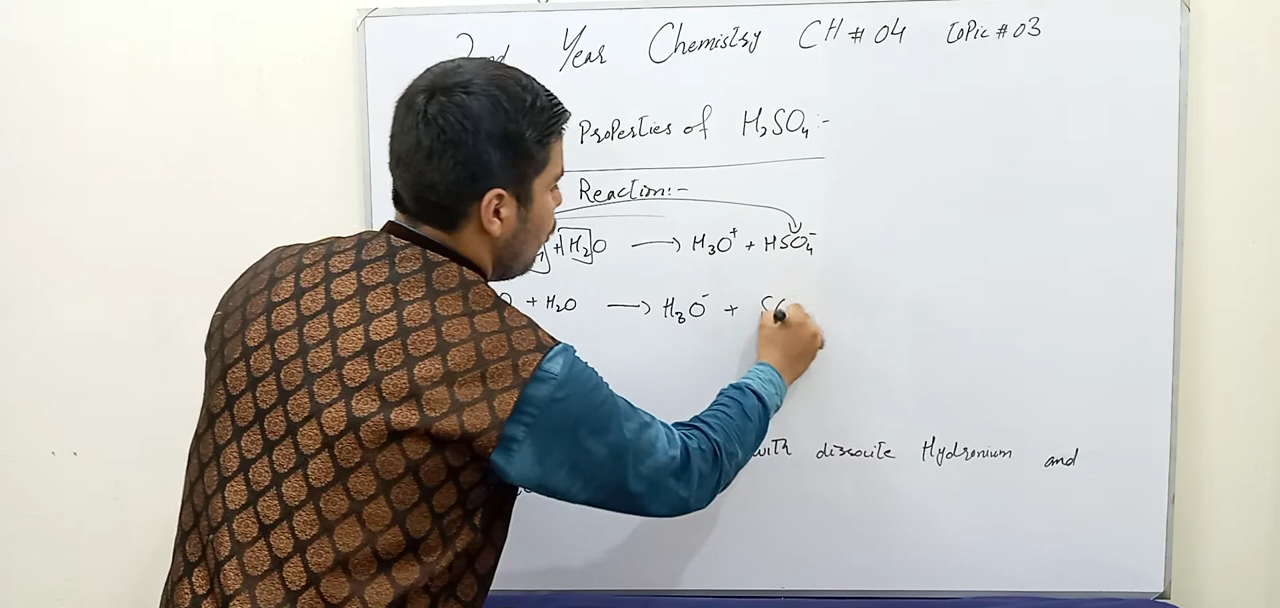 2nd Year Chemistry CH # 04 Topic # 03
Properties of H₂SO₄ :-
Reaction:-
+ H₂O → H₃O⁺ + HSO₄⁻
+ H₂O → H₃O⁻ +
with dissocite Hydronium and